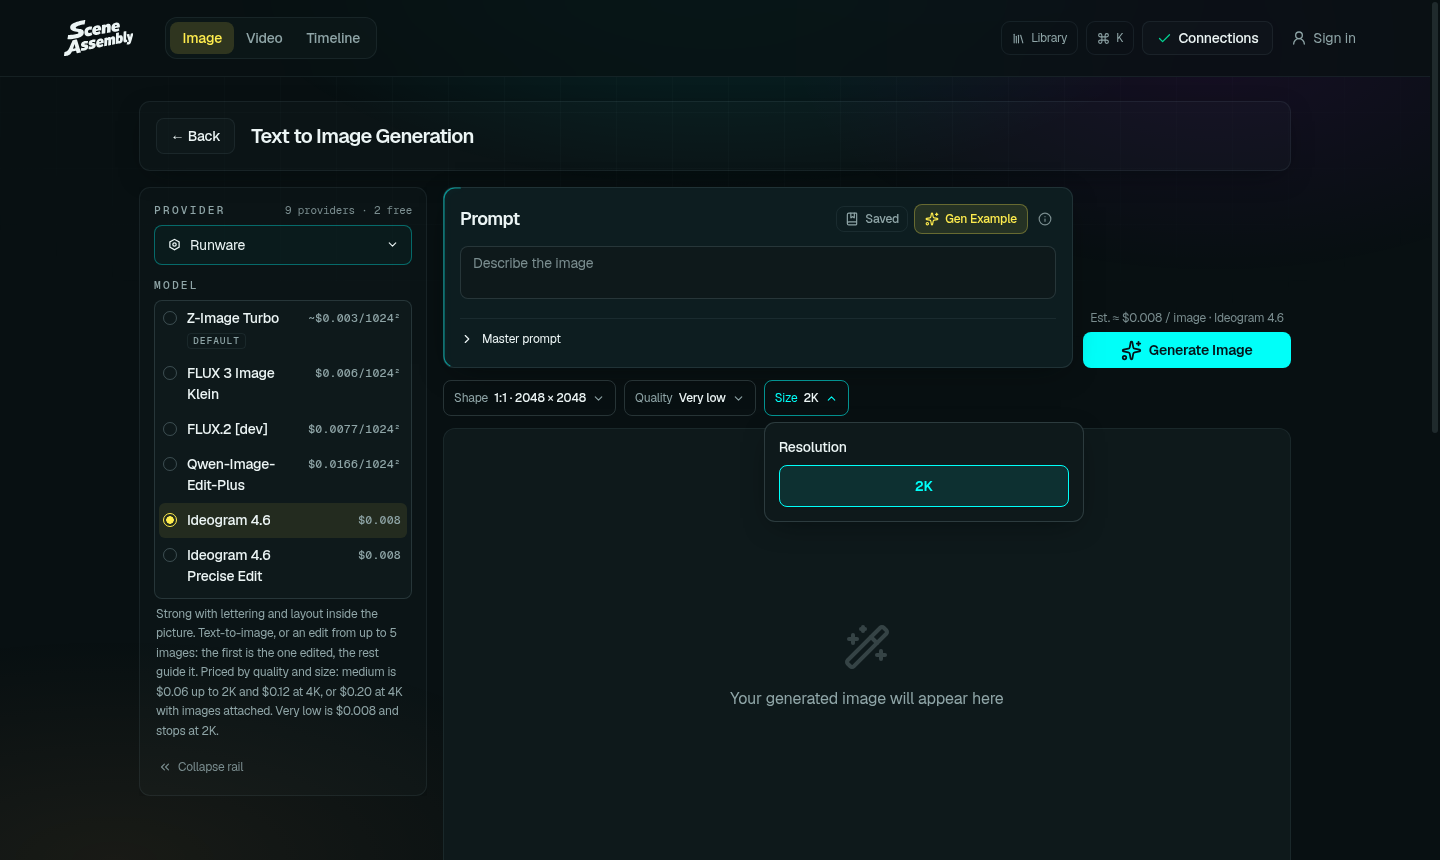 Scene
Assembly
Image
Video
Timeline
Library
⌘ K
Connections
Sign in
← Back
Text to Image Generation
PROVIDER
9 providers · 2 free
Runware
MODEL
Z-Image Turbo
~$0.003/1024²
DEFAULT
FLUX 3 Image
Klein
$0.006/1024²
FLUX.2 [dev]
$0.0077/1024²
Qwen-Image-
Edit-Plus
$0.0166/1024²
Ideogram 4.6
$0.008
Ideogram 4.6
Precise Edit
$0.008
Strong with lettering and layout inside the
picture. Text-to-image, or an edit from up to 5
images: the first is the one edited, the rest
guide it. Priced by quality and size: medium is
$0.06 up to 2K and $0.12 at 4K, or $0.20 at 4K
with images attached. Very low is $0.008 and
stops at 2K.
Collapse rail
Prompt
Saved
Gen Example
Describe the image
Master prompt
Est. ≈ $0.008 / image · Ideogram 4.6
Generate Image
Shape 1:1 · 2048 × 2048
Quality Very low
Size 2K
Resolution
2K
Your generated image will appear here